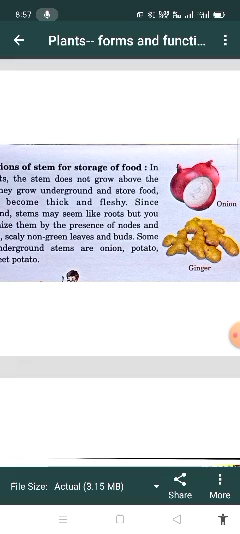 8:57
Plants-- forms and functi...
ions of stem for storage of food : In
ts, the stem does not grow above the
hey grow underground and store food,
become thick and fleshy. Since
nd, stems may seem like roots but you
nize them by the presence of nodes and
, scaly non-green leaves and buds. Some
nderground stems are onion, potato,
eet potato.
Onion
Ginger
File Size: Actual (3.15 MB)
Share
More